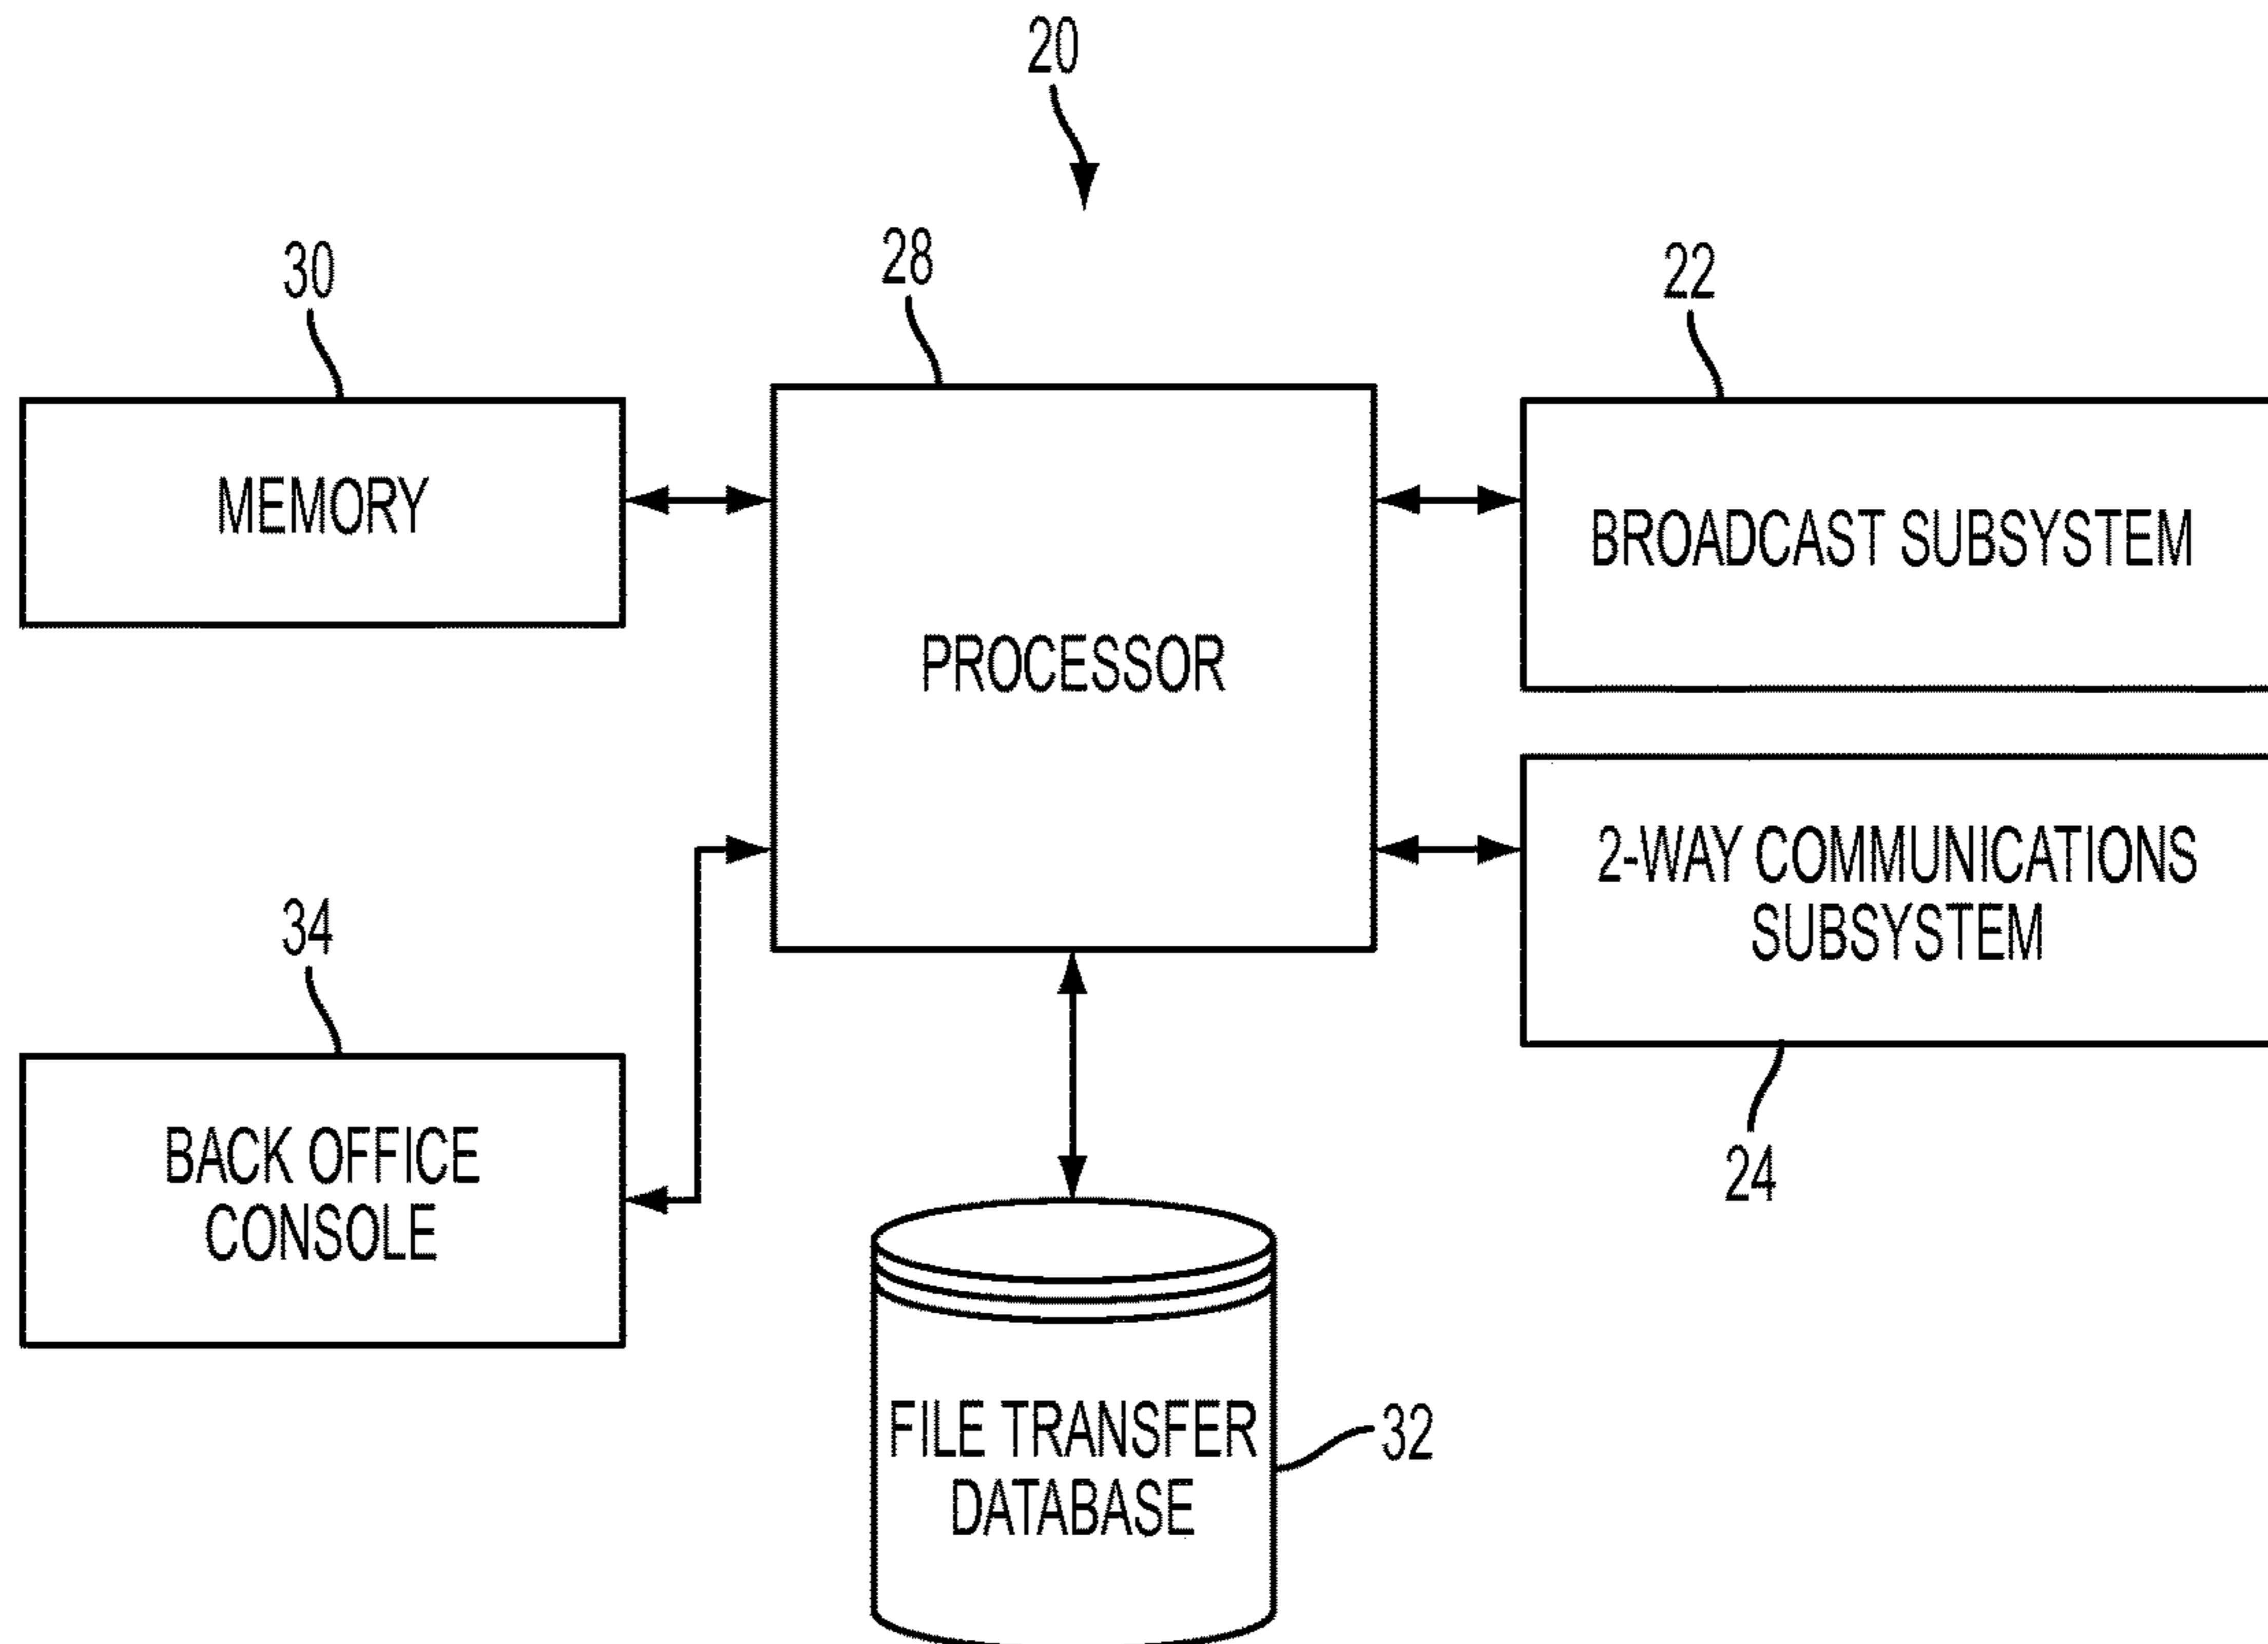 20
30
28
22
MEMORY
PROCESSOR
BROADCAST SUBSYSTEM
2-WAY COMMUNICATIONS
SUBSYSTEM
24
34
BACK OFFICE
CONSOLE
FILE TRANSFER
DATABASE
32